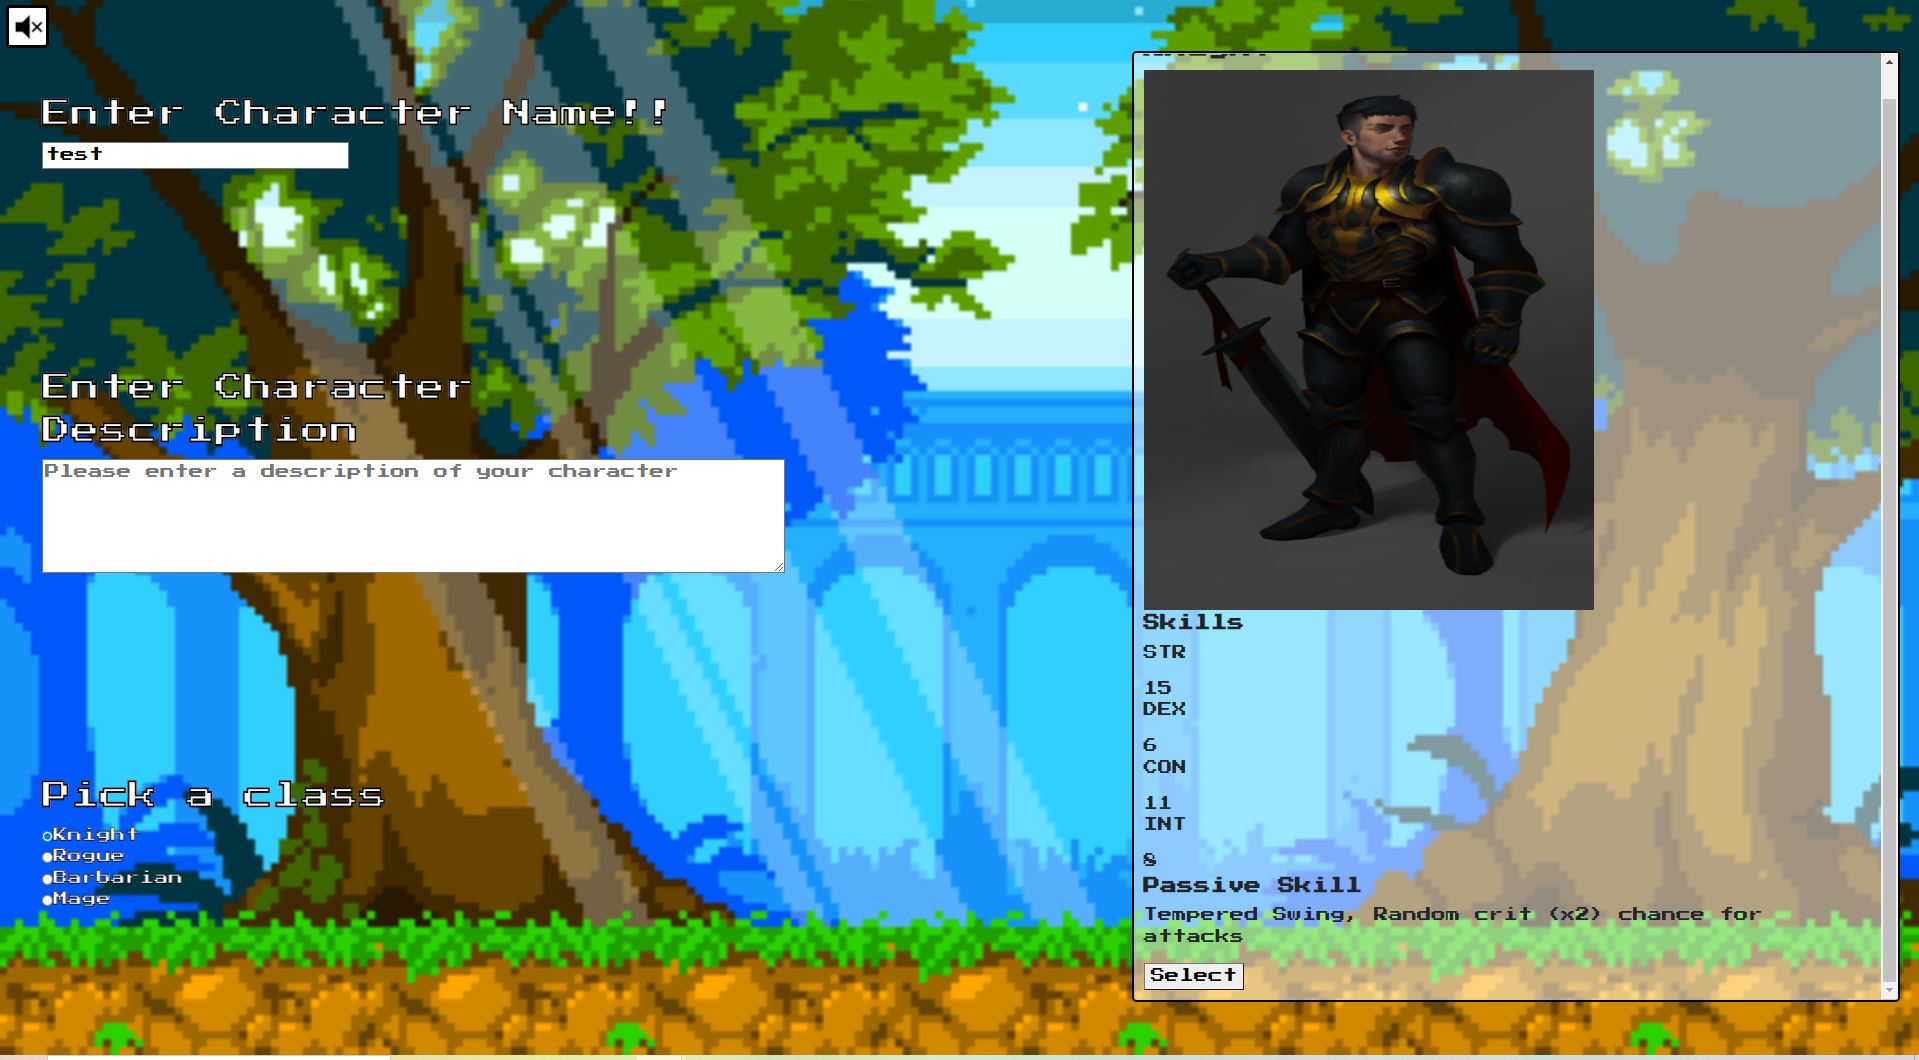 Enter Character Name!!
test
Enter Character
Description
Please enter a description of your character
Pick a class
Knight
Rogue
Barbarian
Mage
Skills
STR
15
DEX
6
CON
11
INT
8
Passive Skill
Tempered Swing, Random crit (x2) chance for
attacks
Select